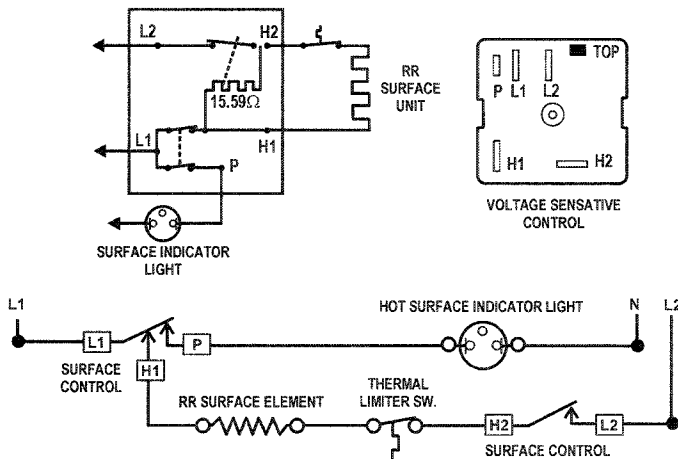 L2
H2
15.59Ω
RR
SURFACE
UNIT
L1
H1
P
SURFACE INDICATOR
LIGHT
TOP
P L1 L2
H1
H2
VOLTAGE SENSATIVE
CONTROL
L1
HOT SURFACE INDICATOR LIGHT
N
L2
L1
P
SURFACE
CONTROL
H1
RR SURFACE ELEMENT
THERMAL
LIMITER SW.
H2
L2
SURFACE CONTROL